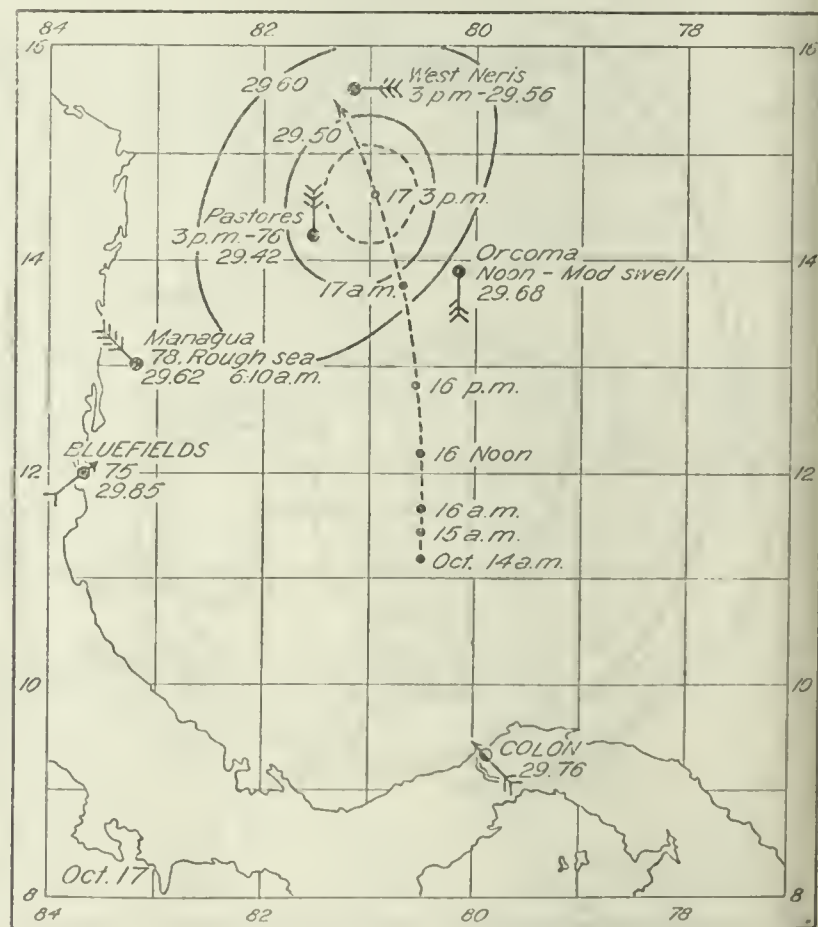 84 82 80 78
16 16
29.60
West Neris
3 p.m-29.56
29.50
17 3 p.m.
Pastores
3 p.m.-76
29.42
Orcoma
Noon - Mod swell
29.68
14 14
17 a.m.
Managua
78. Rough sea
29.62 6:10 a.m.
16 p.m.
16 Noon
BLUEFIELDS
75
29.85
12 12
16 a.m.
15 a.m.
Oct. 14 a.m.
10 10
COLON
29.76
Oct. 17
8 8
84 82 80 78